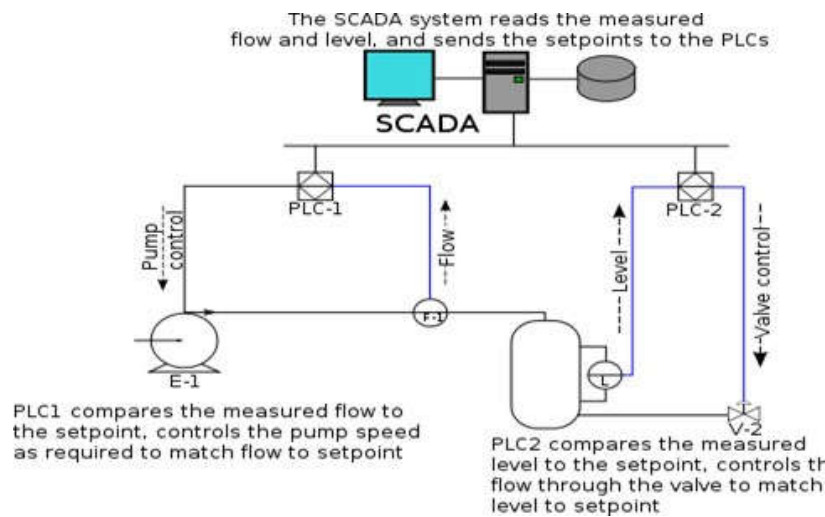 The SCADA system reads the measured
flow and level, and sends the setpoints to the PLCs
SCADA
PLC-1
PLC-2
Pump
control
Flow
Level
Valve control
F-1
L
E-1
V-2
PLC1 compares the measured flow to
the setpoint, controls the pump speed
as required to match flow to setpoint
PLC2 compares the measured
level to the setpoint, controls th
flow through the valve to match
level to setpoint